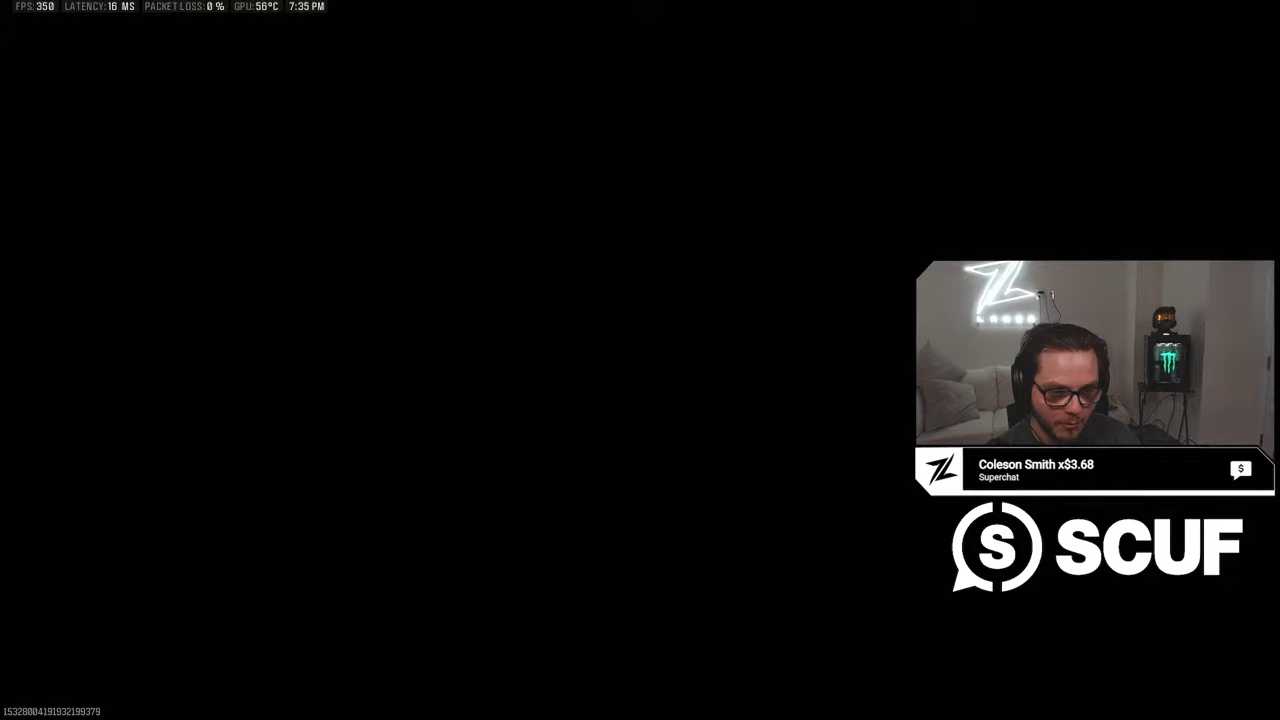 FPS:350 LATENCY:16 MS PACKET LOSS:0 % GPU:56°C 7:35 PM
Coleson Smith x$3.68
Superchat
$
S SCUF
15328004191932199379